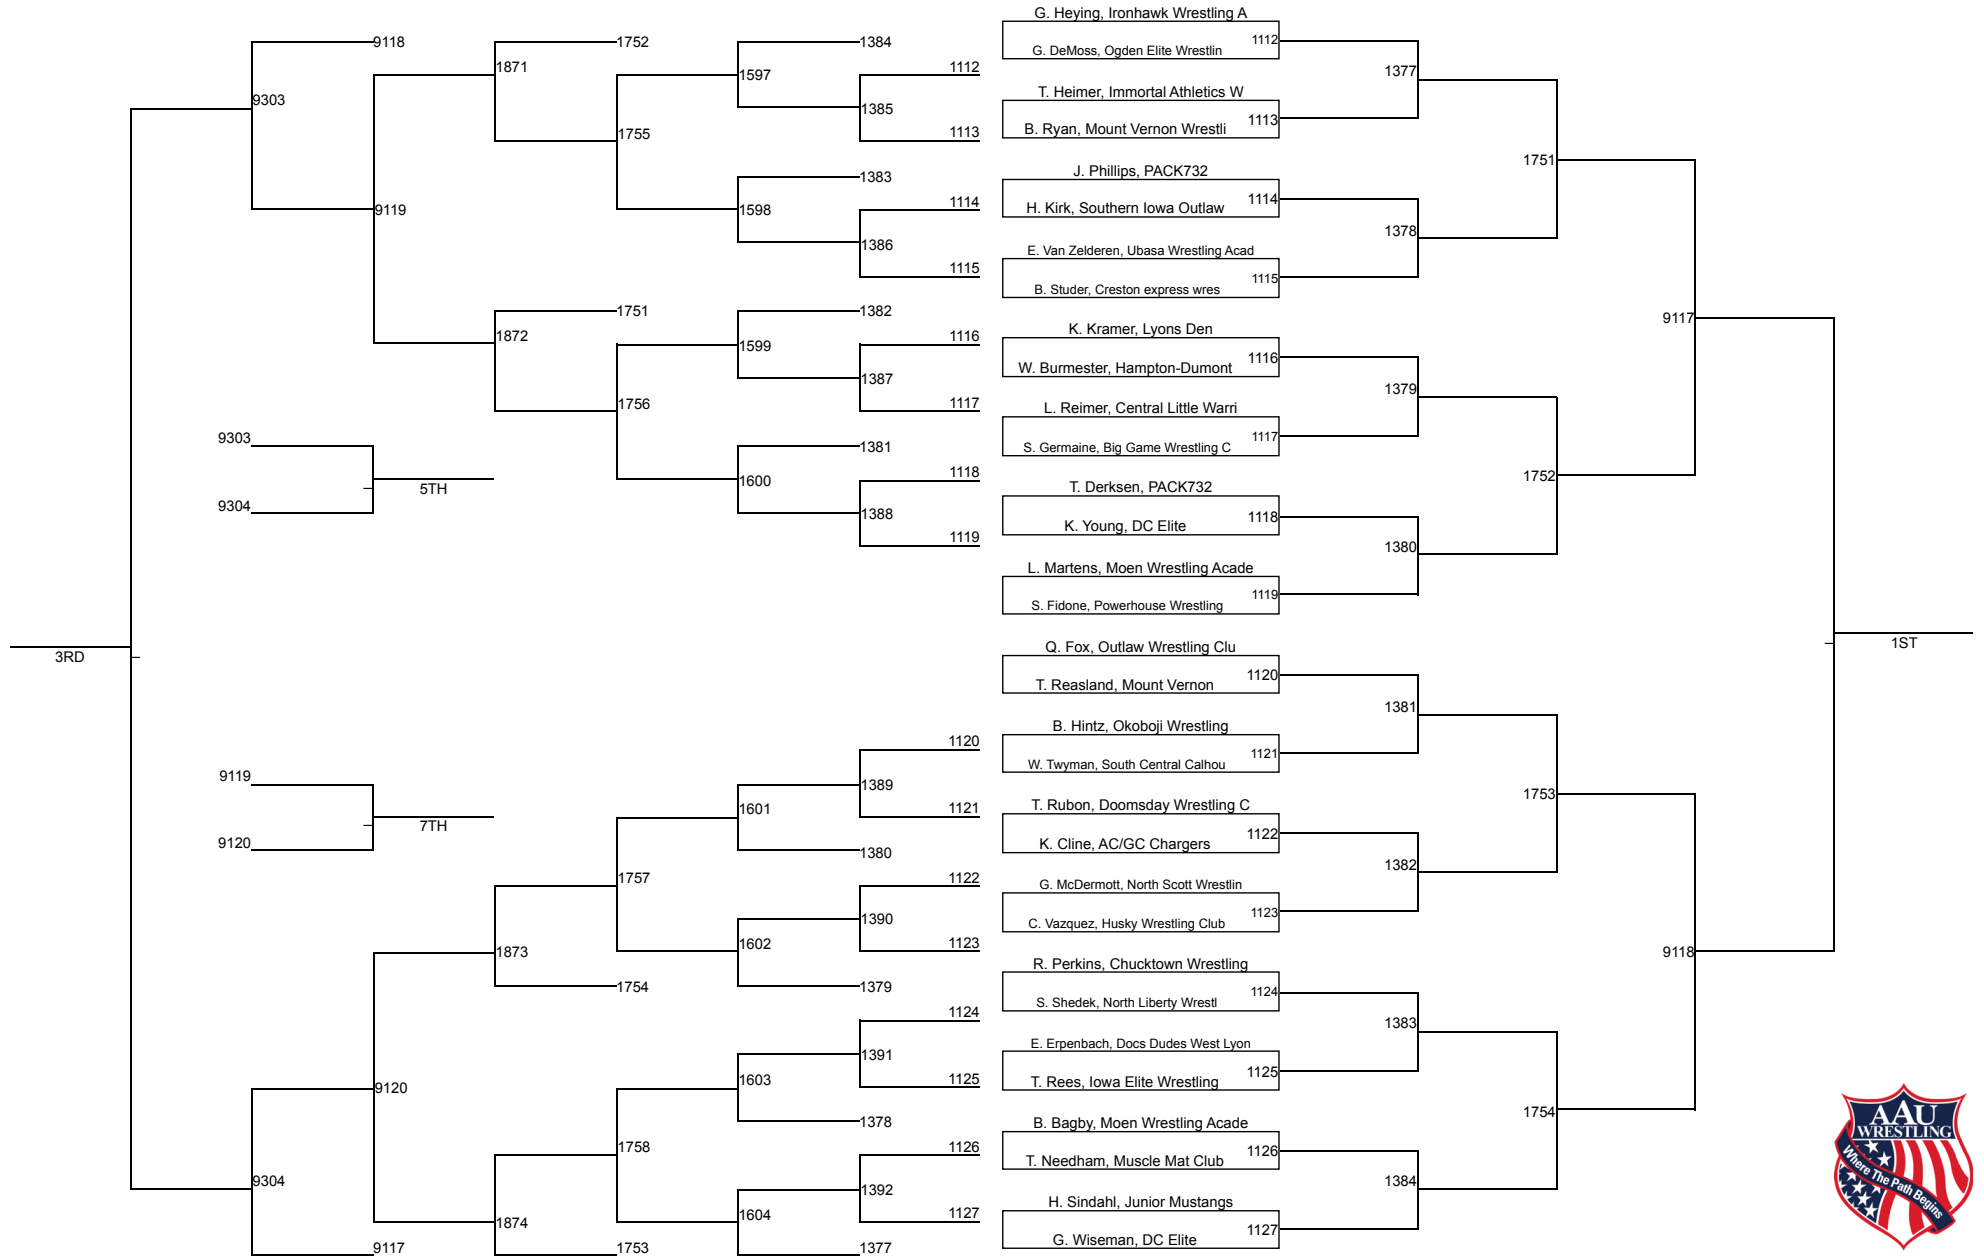 G. Heying, Ironhawk Wrestling A
9118
1752
1384
1112
G. DeMoss, Ogden Elite Wrestlin
1871
1112
1377
1597
T. Heimer, Immortal Athletics W
9303
1385
1113
1755
1113
B. Ryan, Mount Vernon Wrestli
1751
J. Phillips, PACK732
1383
1114
1114
9119
1598
H. Kirk, Southern Iowa Outlaw
1378
1386
E. Van Zelderen, Ubasa Wrestling Acad
1115
1115
B. Studer, Creston express wres
1751
1382
9117
K. Kramer, Lyons Den
1872
1116
1599
1116
W. Burmester, Hampton-Dumont
1387
1379
1756
1117
L. Reimer, Central Little Warri
9303
1117
1381
S. Germaine, Big Game Wrestling C
1118
1752
1600
5TH
T. Derksen, PACK732
9304
1388
1118
K. Young, DC Elite
1119
1380
L. Martens, Moen Wrestling Acade
1119
S. Fidone, Powerhouse Wrestling
3RD
Q. Fox, Outlaw Wrestling Clu
1ST
1120
T. Reasland, Mount Vernon
1381
B. Hintz, Okoboji Wrestling
1120
1121
W. Twyman, South Central Calhou
9119
1389
1753
1601
1121
T. Rubon, Doomsday Wrestling C
7TH
1122
9120
1380
K. Cline, AC/GC Chargers
1382
1757
1122
G. McDermott, North Scott Wrestlin
1390
1123
C. Vazquez, Husky Wrestling Club
1602
1123
1873
9118
R. Perkins, Chucktown Wrestling
1754
1379
1124
S. Shedek, North Liberty Wrestl
1124
1383
E. Erpenbach, Docs Dudes West Lyon
1391
1603
1125
1125
T. Rees, Iowa Elite Wrestling
9120
1754
1378
B. Bagby, Moen Wrestling Acade
1758
1126
1126
T. Needham, Muscle Mat Club
9304
1392
1384
H. Sindahl, Junior Mustangs
1874
1604
1127
1127
9117
1753
1377
G. Wiseman, DC Elite
AAU
WRESTLING
Where The Path Begins